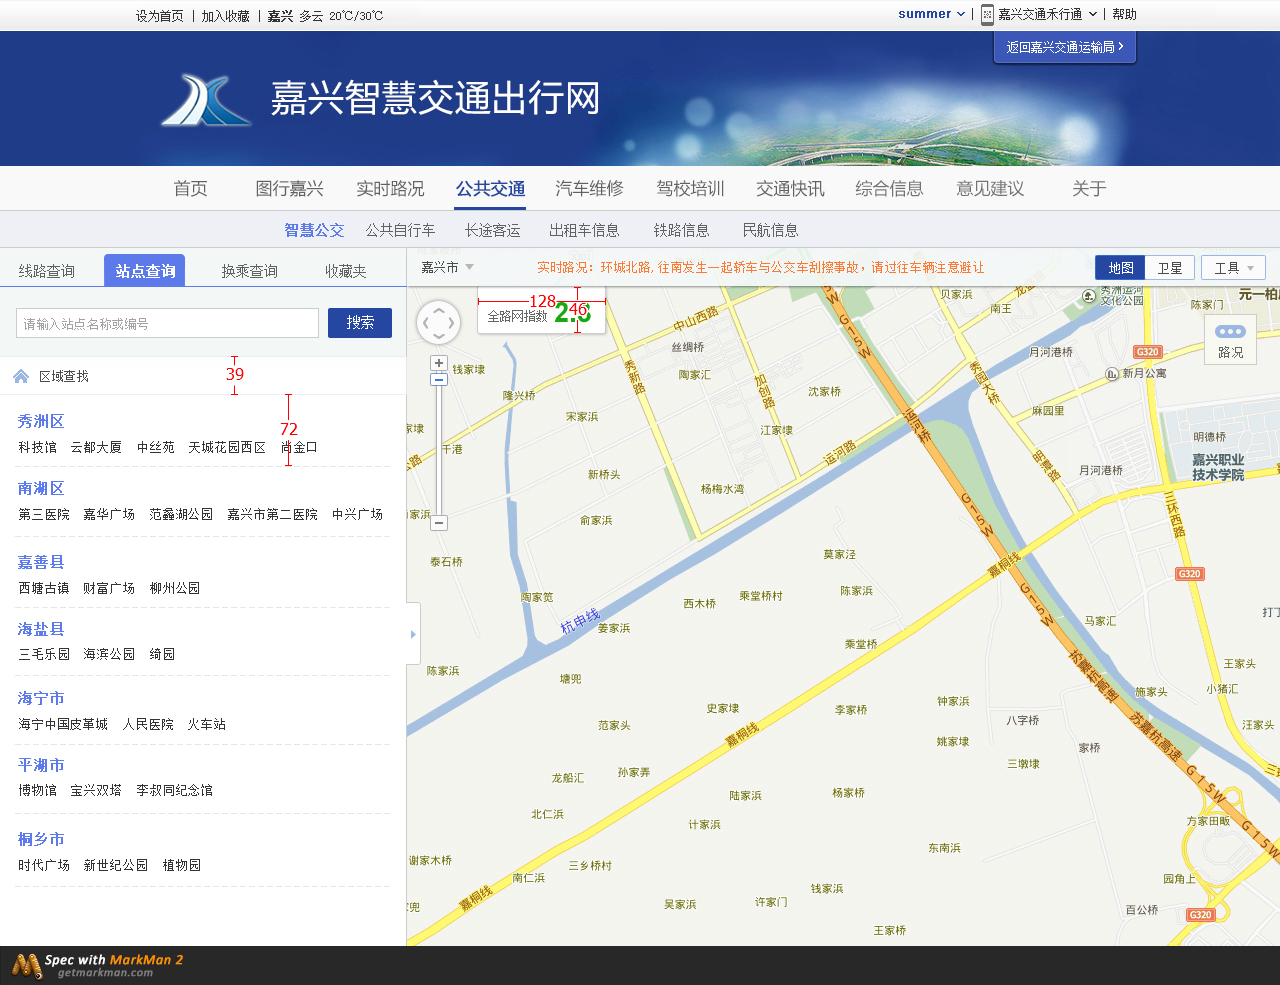 设为首页 | 加入收藏 | 嘉兴 多云 20℃/30℃
summer | 嘉兴交通禾行通 | 帮助
返回嘉兴交通运输局
嘉兴智慧交通出行网
首页 图行嘉兴 实时路况 公共交通 汽车维修 驾校培训 交通快讯 综合信息 意见建议 关于
智慧公交 公共自行车 长途客运 出租车信息 铁路信息 民航信息
线路查询 站点查询 换乘查询 收藏夹
嘉兴市
实时路况：环城北路,往南发生一起轿车与公交车刮擦事故，请过往车辆注意避让
地图 卫星 工具
请输入站点名称或编号
搜索
区域查找
39
秀洲区
72
科技馆 云都大厦 中丝苑 天城花园西区 尚金口
南湖区
第三医院 嘉华广场 范蠡湖公园 嘉兴市第二医院 中兴广场
嘉善县
西塘古镇 财富广场 柳州公园
海盐县
三毛乐园 海滨公园 绮园
海宁市
海宁中国皮革城 人民医院 火车站
平湖市
博物馆 宝兴双塔 李叔同纪念馆
桐乡市
时代广场 新世纪公园 植物园
128
46
全路网指数
路况
贝家浜
南王
秀洲运河
文化公园
陈家门
中山西路
丝绸桥
月河港桥
G320
钱家埭
秀新路
陶家汇
加创路
沈家桥
秀园大桥
新月公寓
隆兴桥
宋家浜
江家埭
运河桥
麻园里
G15W
千港
运河路
明德桥
新桥头
月河港桥
嘉兴职业
技术学院
杨梅水湾
明景路
俞家浜
三环西路
G15W
泰石桥
莫家泾
嘉桐线
G320
陶家笕
乘堂桥村
陈家浜
西木桥
G15W
杭申线
姜家浜
马家汇
乘堂桥
陈家浜
塘兜
苏嘉杭高速
王家头
施家头
小猪汇
史家埭
李家桥
钟家浜
范家头
八字桥
汪家头
嘉桐线
姚家埭
家桥
苏嘉杭高速
三墩埭
孙家弄
龙船汇
G15W
陆家浜
杨家桥
北仁浜
计家浜
方家田畈
G15W
东南浜
谢家木桥
三乡桥村
南仁浜
园角上
钱家浜
嘉桐线
吴家浜
许家门
百公桥
G320
王家桥
Spec with MarkMan 2
getmarkman.com